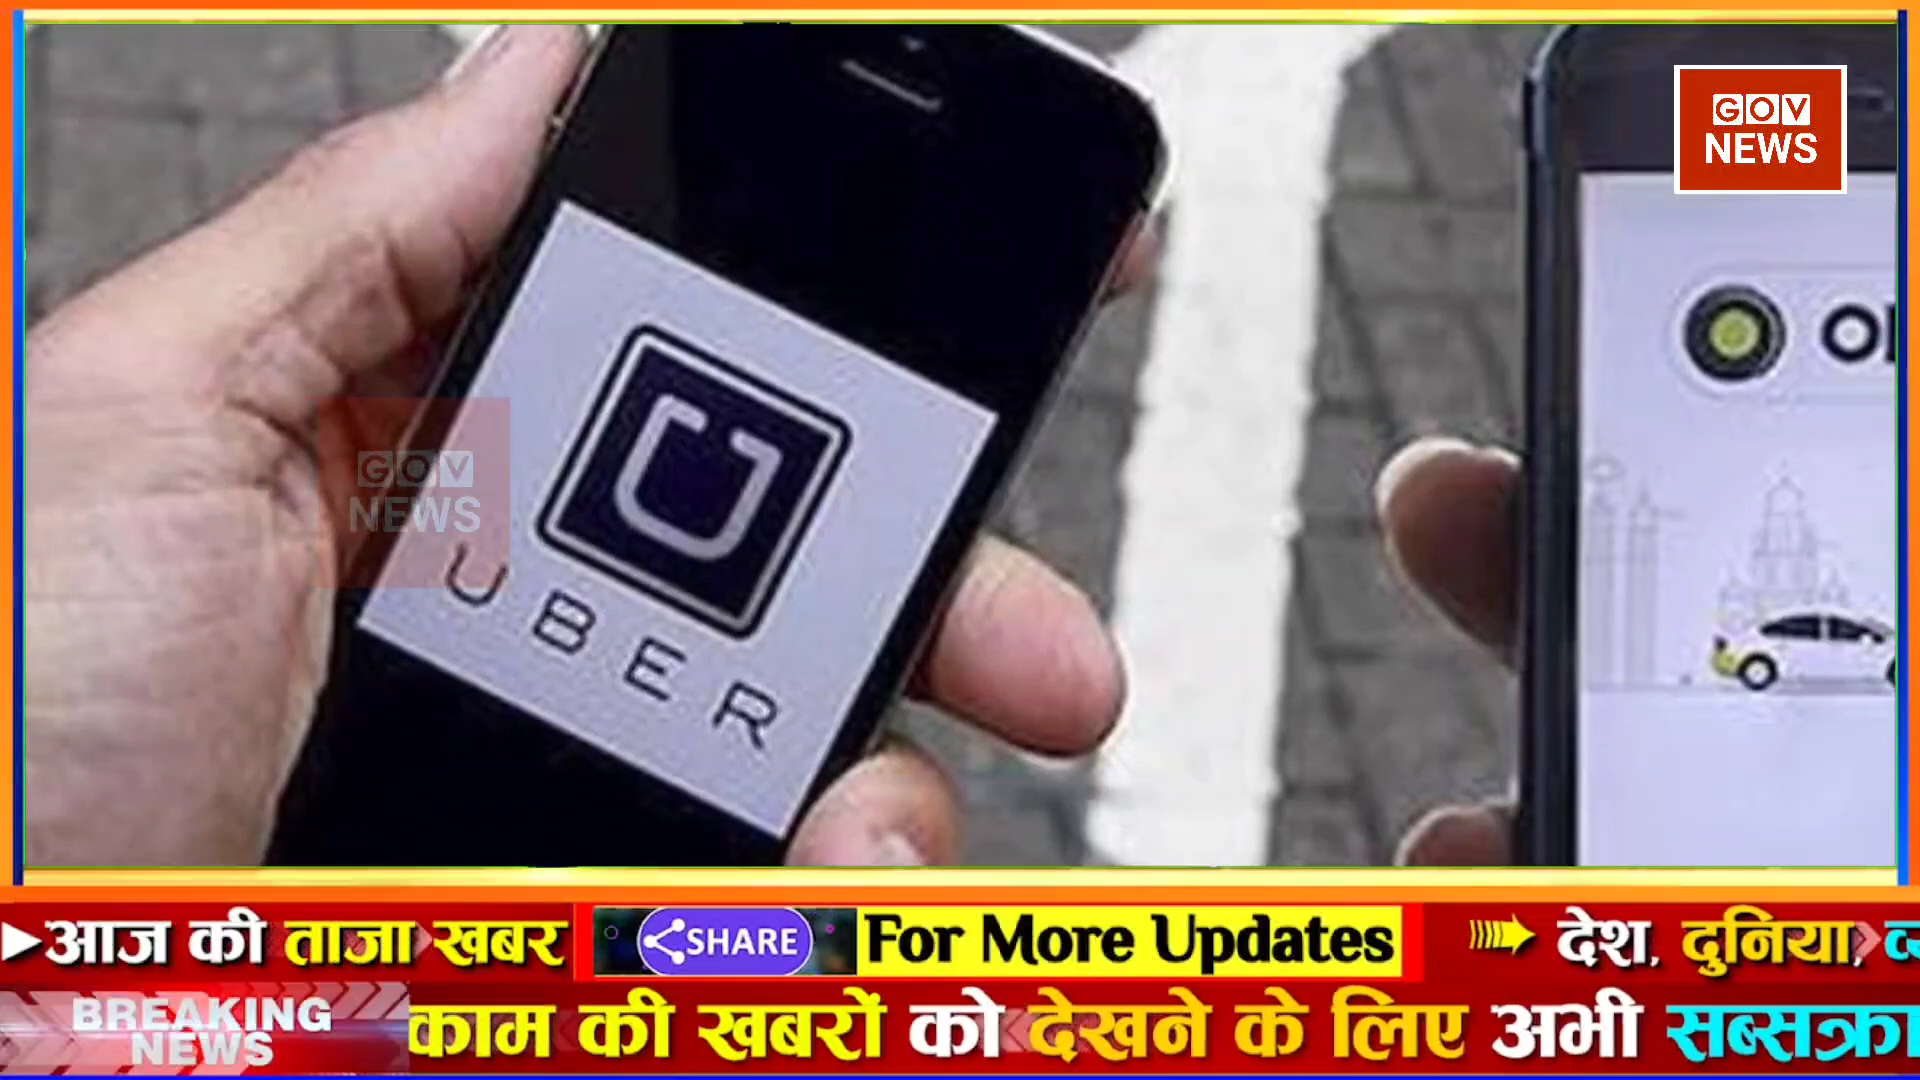 GOV
NEWS
GOV
NEWS
UBER
▶आज की ताजा खबर
SHARE
For More Updates
देश, दुनिया,
BREAKING
NEWS
काम की खबरों को देखने के लिए अभी